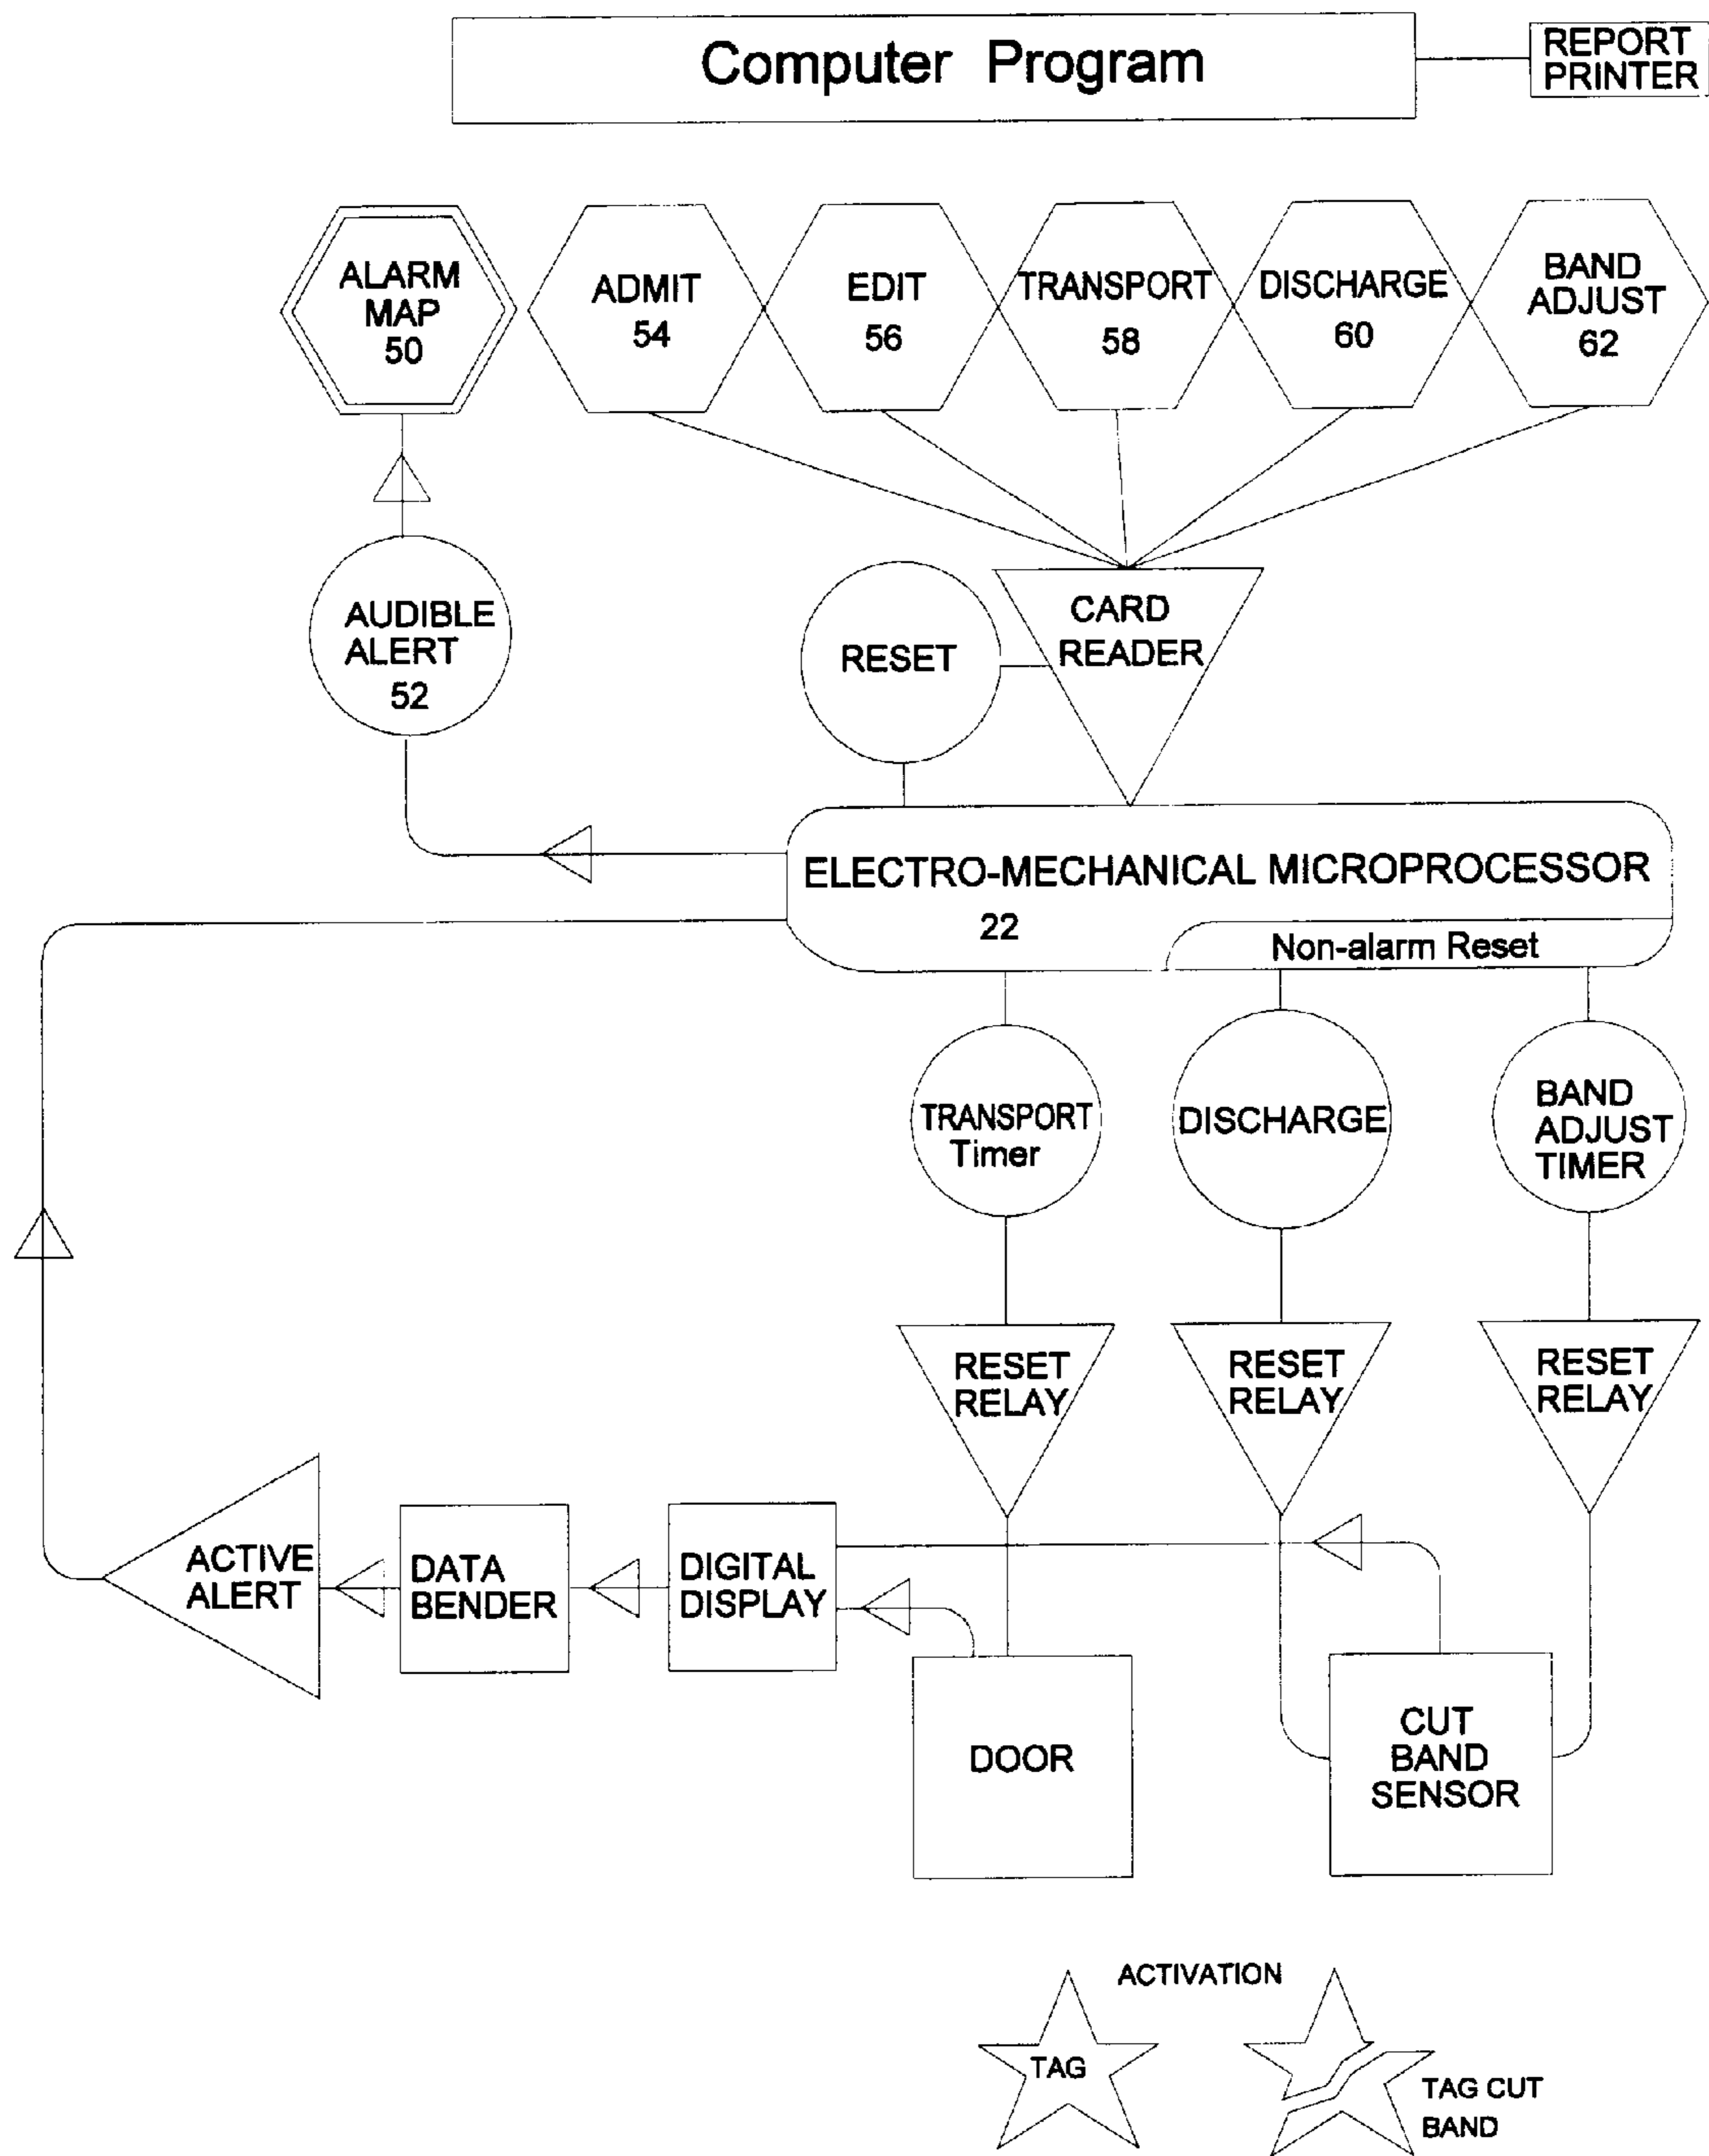 Computer Program
REPORT
PRINTER
ALARM
MAP
50
ADMIT
54
EDIT
56
TRANSPORT
58
DISCHARGE
60
BAND
ADJUST
62
AUDIBLE
ALERT
52
RESET
CARD
READER
ELECTRO-MECHANICAL MICROPROCESSOR
22
Non-alarm Reset
TRANSPORT
Timer
DISCHARGE
BAND
ADJUST
TIMER
RESET
RELAY
RESET
RELAY
RESET
RELAY
ACTIVE
ALERT
DATA
BENDER
DIGITAL
DISPLAY
DOOR
CUT
BAND
SENSOR
ACTIVATION
TAG
TAG CUT
BAND